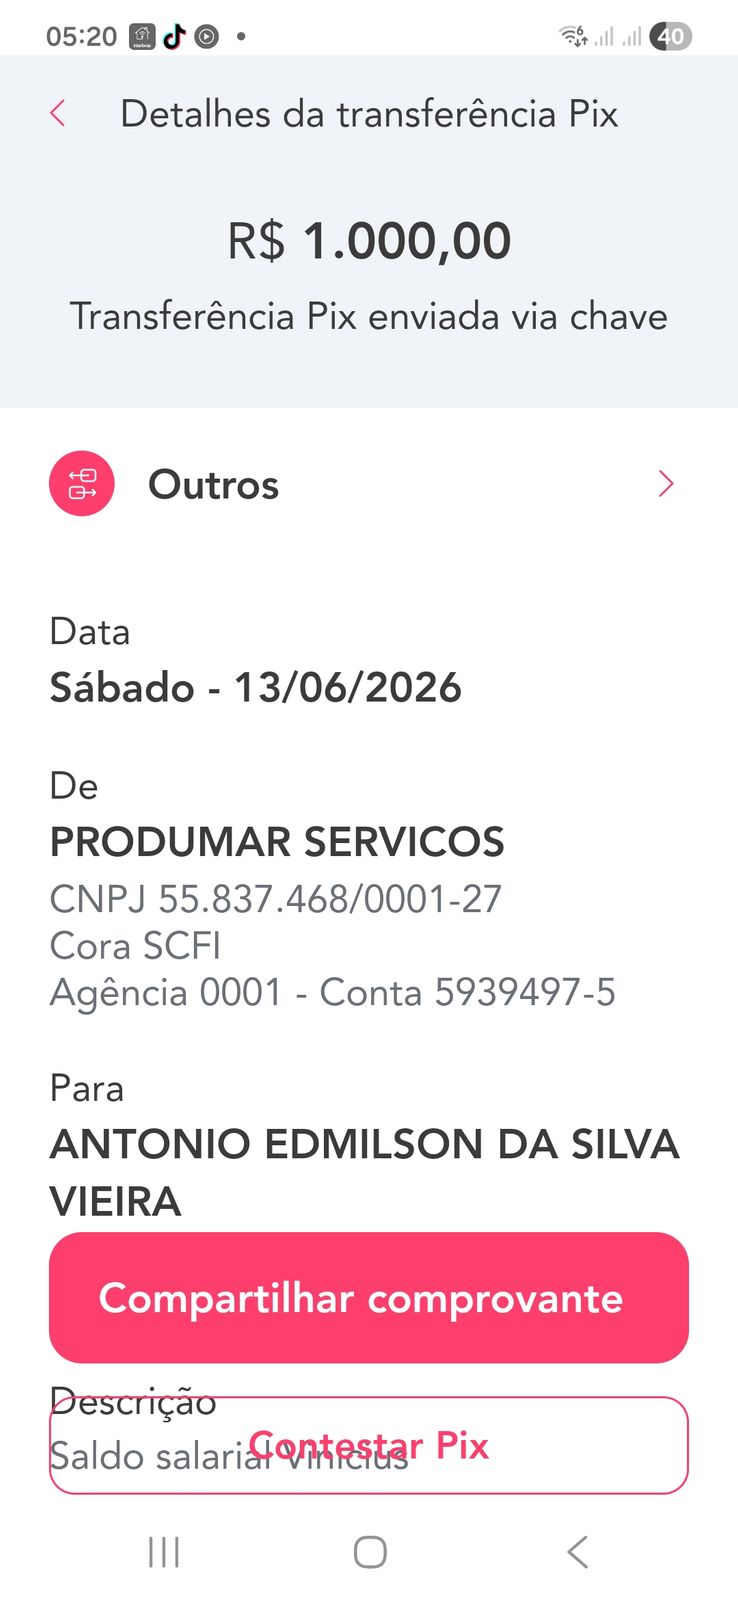 05:20
40
Detalhes da transferência Pix
R$ 1.000,00
Transferência Pix enviada via chave
Outros
Data
Sábado - 13/06/2026
De
PRODUMAR SERVICOS
CNPJ 55.837.468/0001-27
Cora SCFI
Agência 0001 - Conta 5939497-5
Para
ANTONIO EDMILSON DA SILVA
VIEIRA
Compartilhar comprovante
Descrição
Contestar Pix
Saldo salarial Vinicius